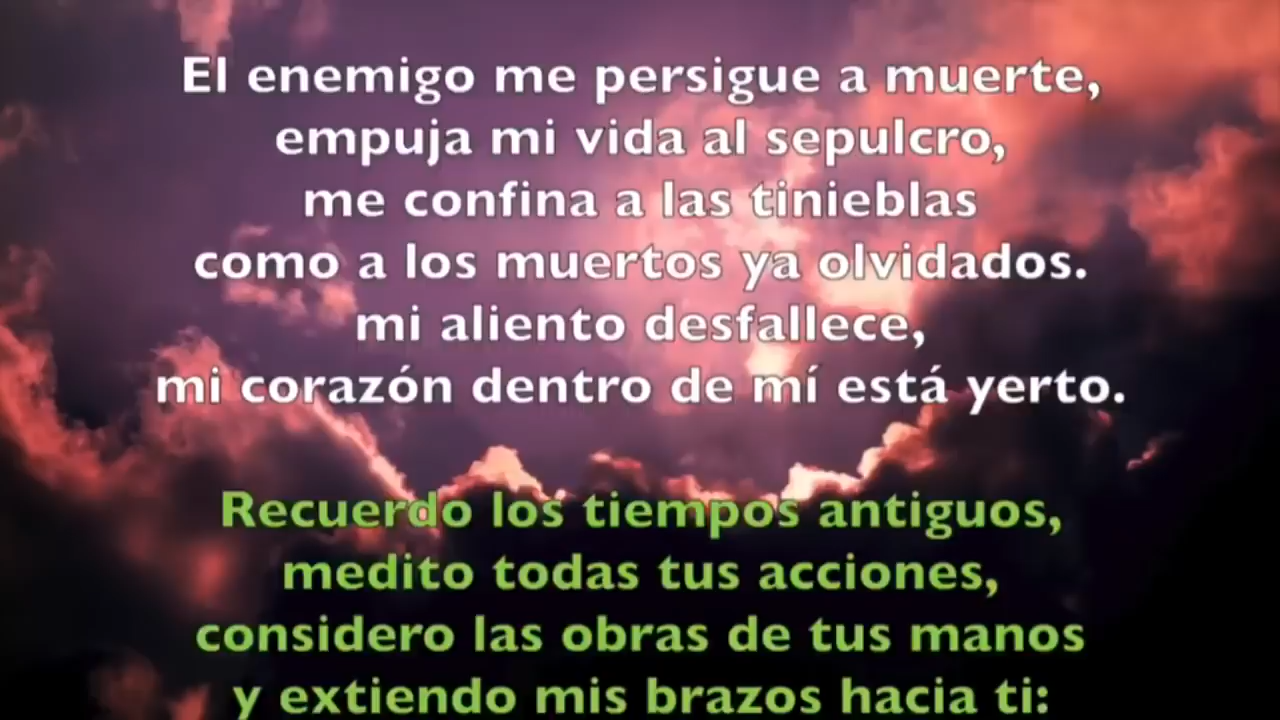 El enemigo me persigue a muerte,
empuja mi vida al sepulcro,
me confina a las tinieblas
como a los muertos ya olvidados.
mi aliento desfallece,
mi corazón dentro de mí está yerto.
Recuerdo los tiempos antiguos,
medito todas tus acciones,
considero las obras de tus manos
y extiendo mis brazos hacia ti: